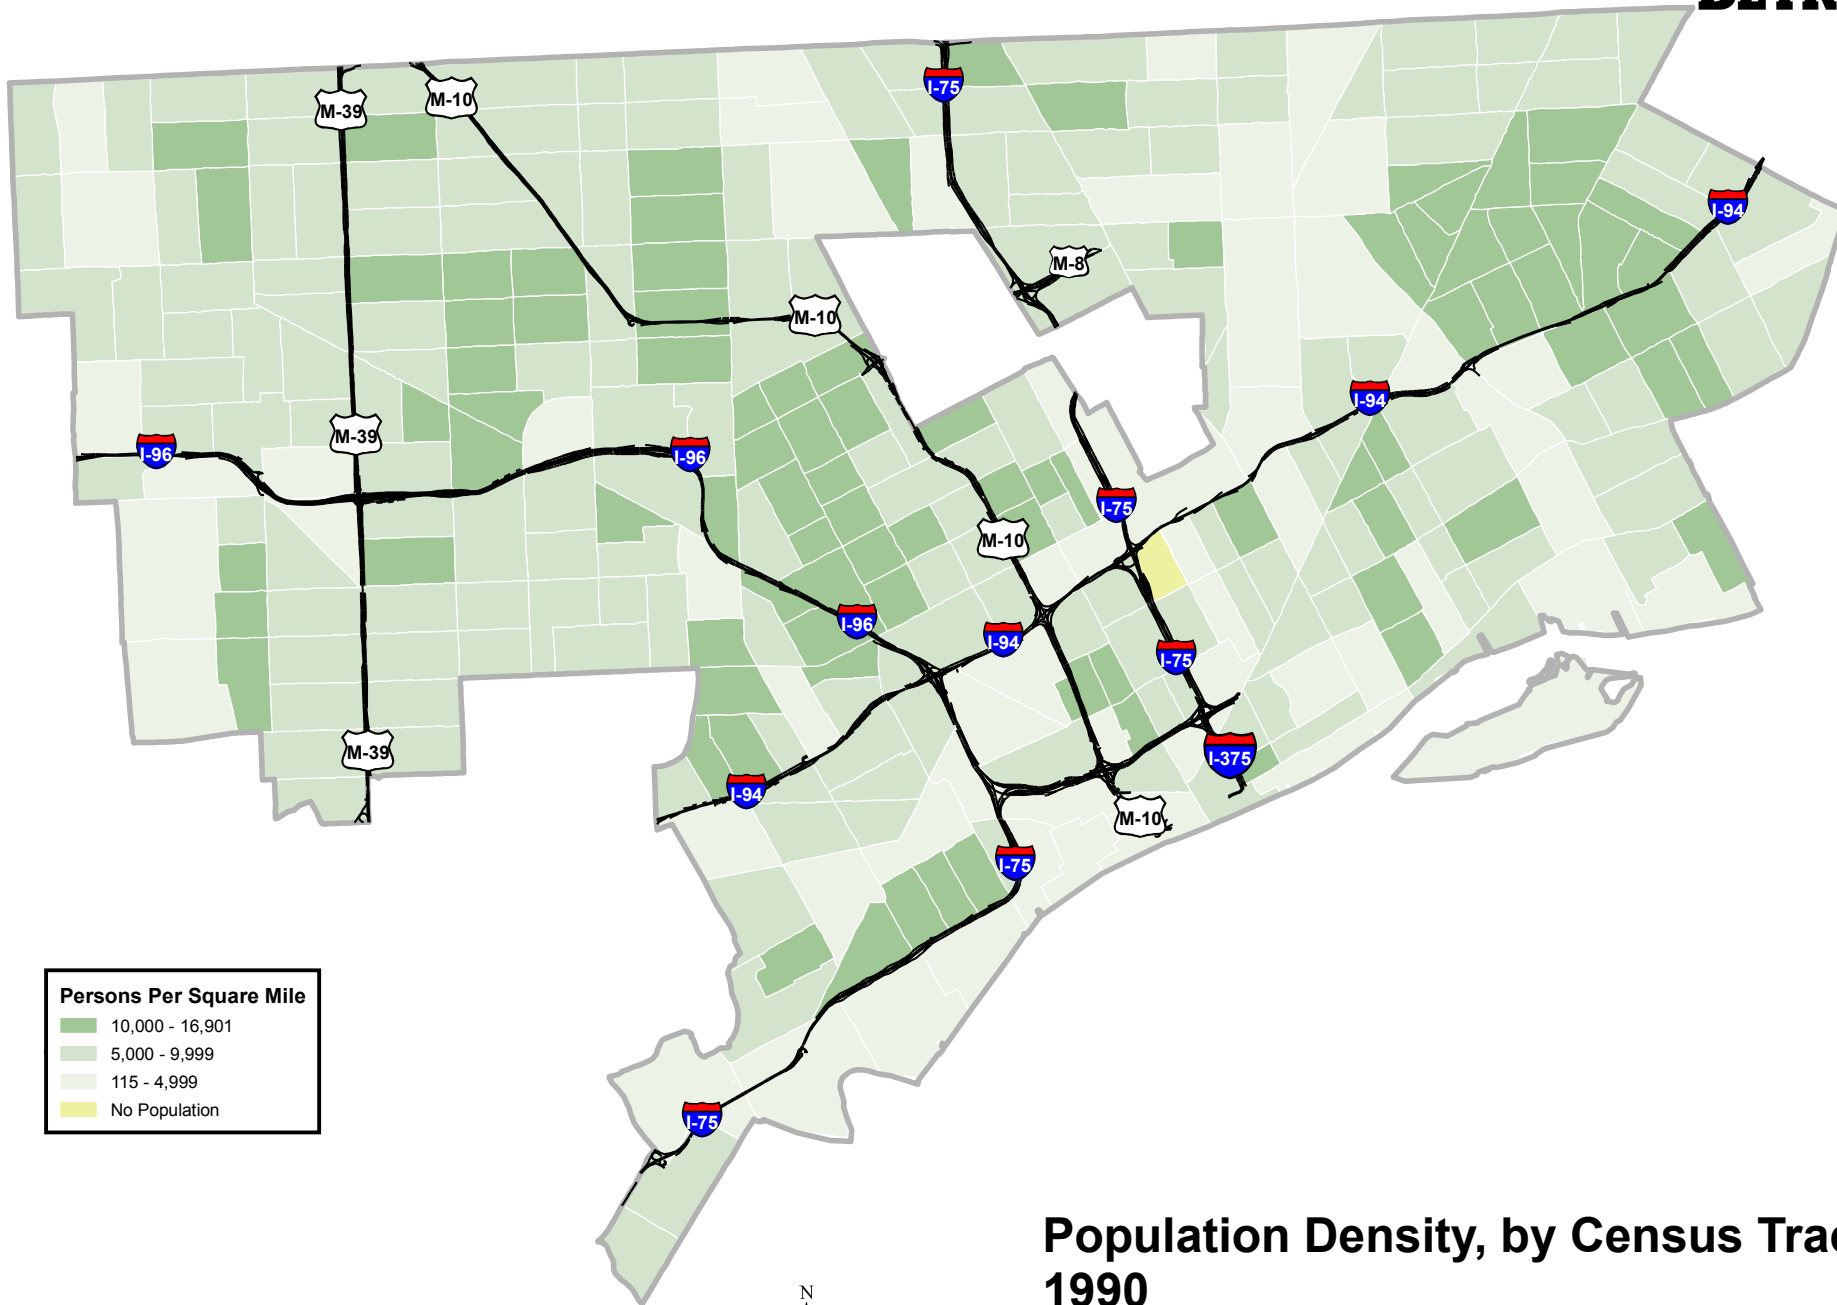 I-75
M-10
M-39
I-94
M-8
M-10
I-94
M-39
I-96
I-96
I-75
M-10
I-96
I-94
I-75
M-39
I-375
I-94
M-10
I-75
Persons Per Square Mile
10,000 - 16,901
5,000 - 9,999
115 - 4,999
No Population
I-75
Population Density, by Census Trac
1990
N